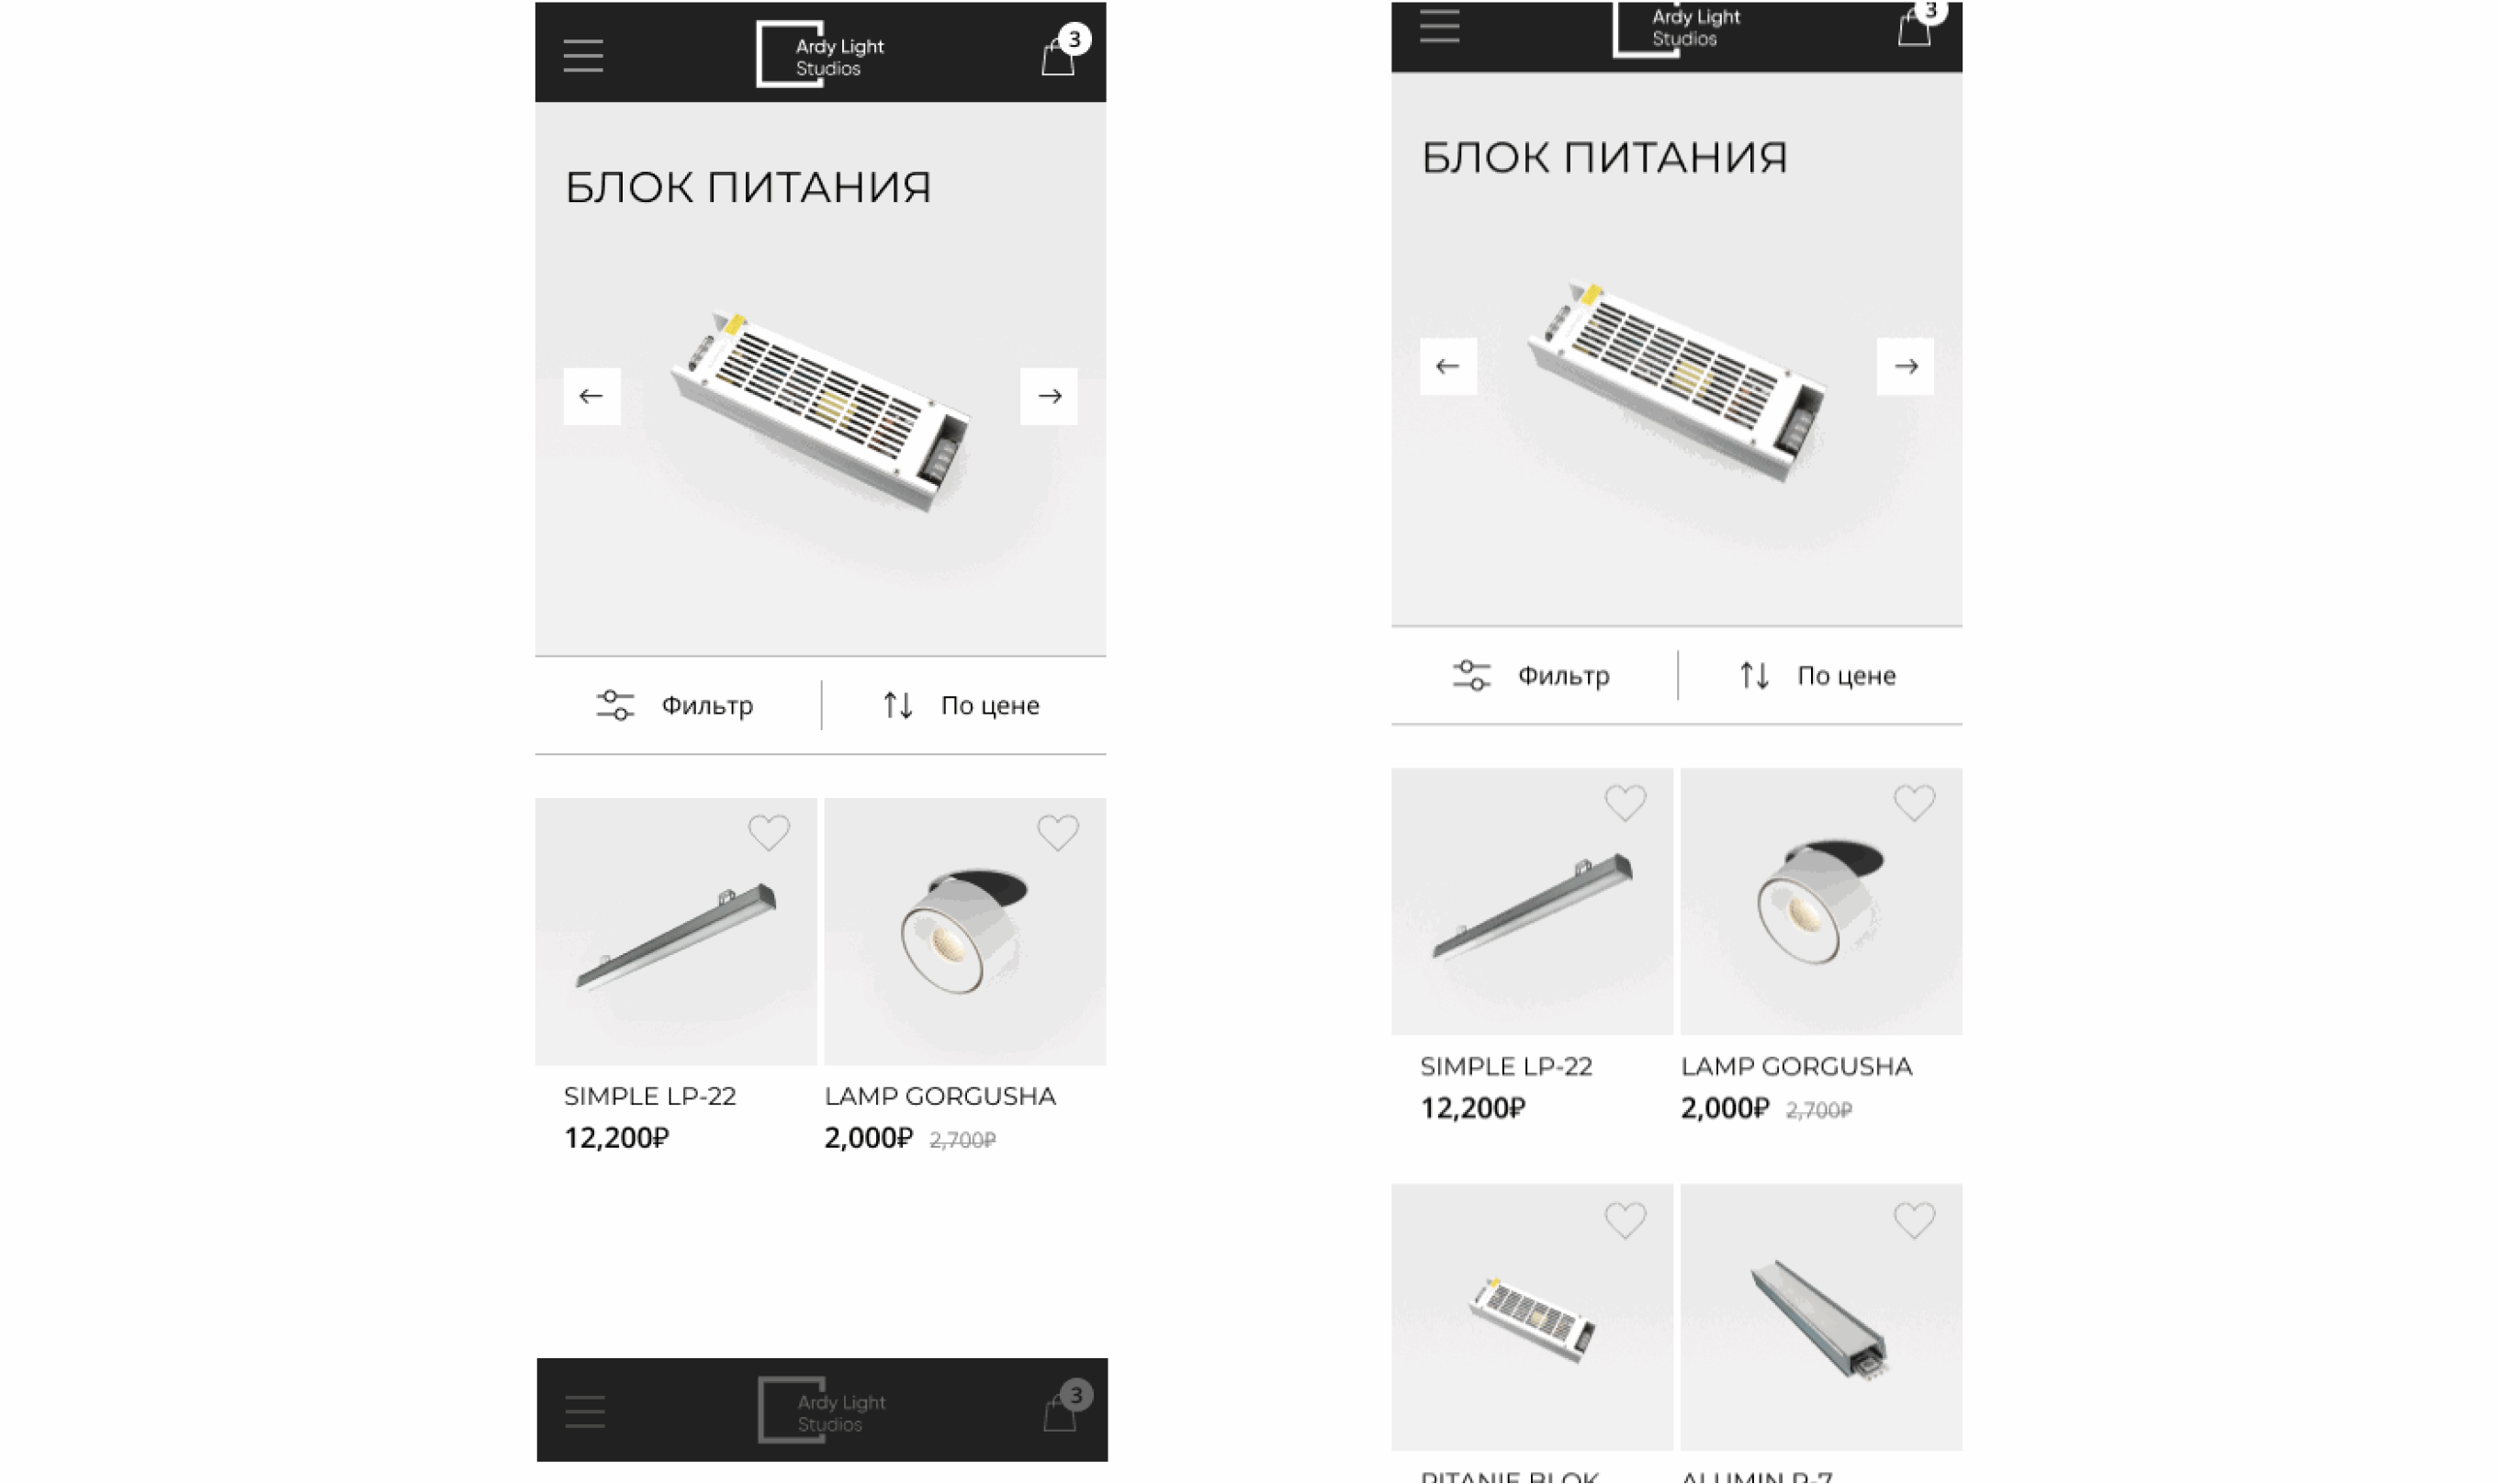 Ardy Light
Studios
3
БЛОК ПИТАНИЯ
Фильтр
По цене
SIMPLE LP-22
LAMP GORGUSHA
12,200₽
2,000₽ 2,700₽
Ardy Light
Studios
3
Ardy Light
Studios
3
БЛОК ПИТАНИЯ
Фильтр
По цене
SIMPLE LP-22
LAMP GORGUSHA
12,200₽
2,000₽ 2,700₽
PITANIE BLOK
ALUMIN P-7